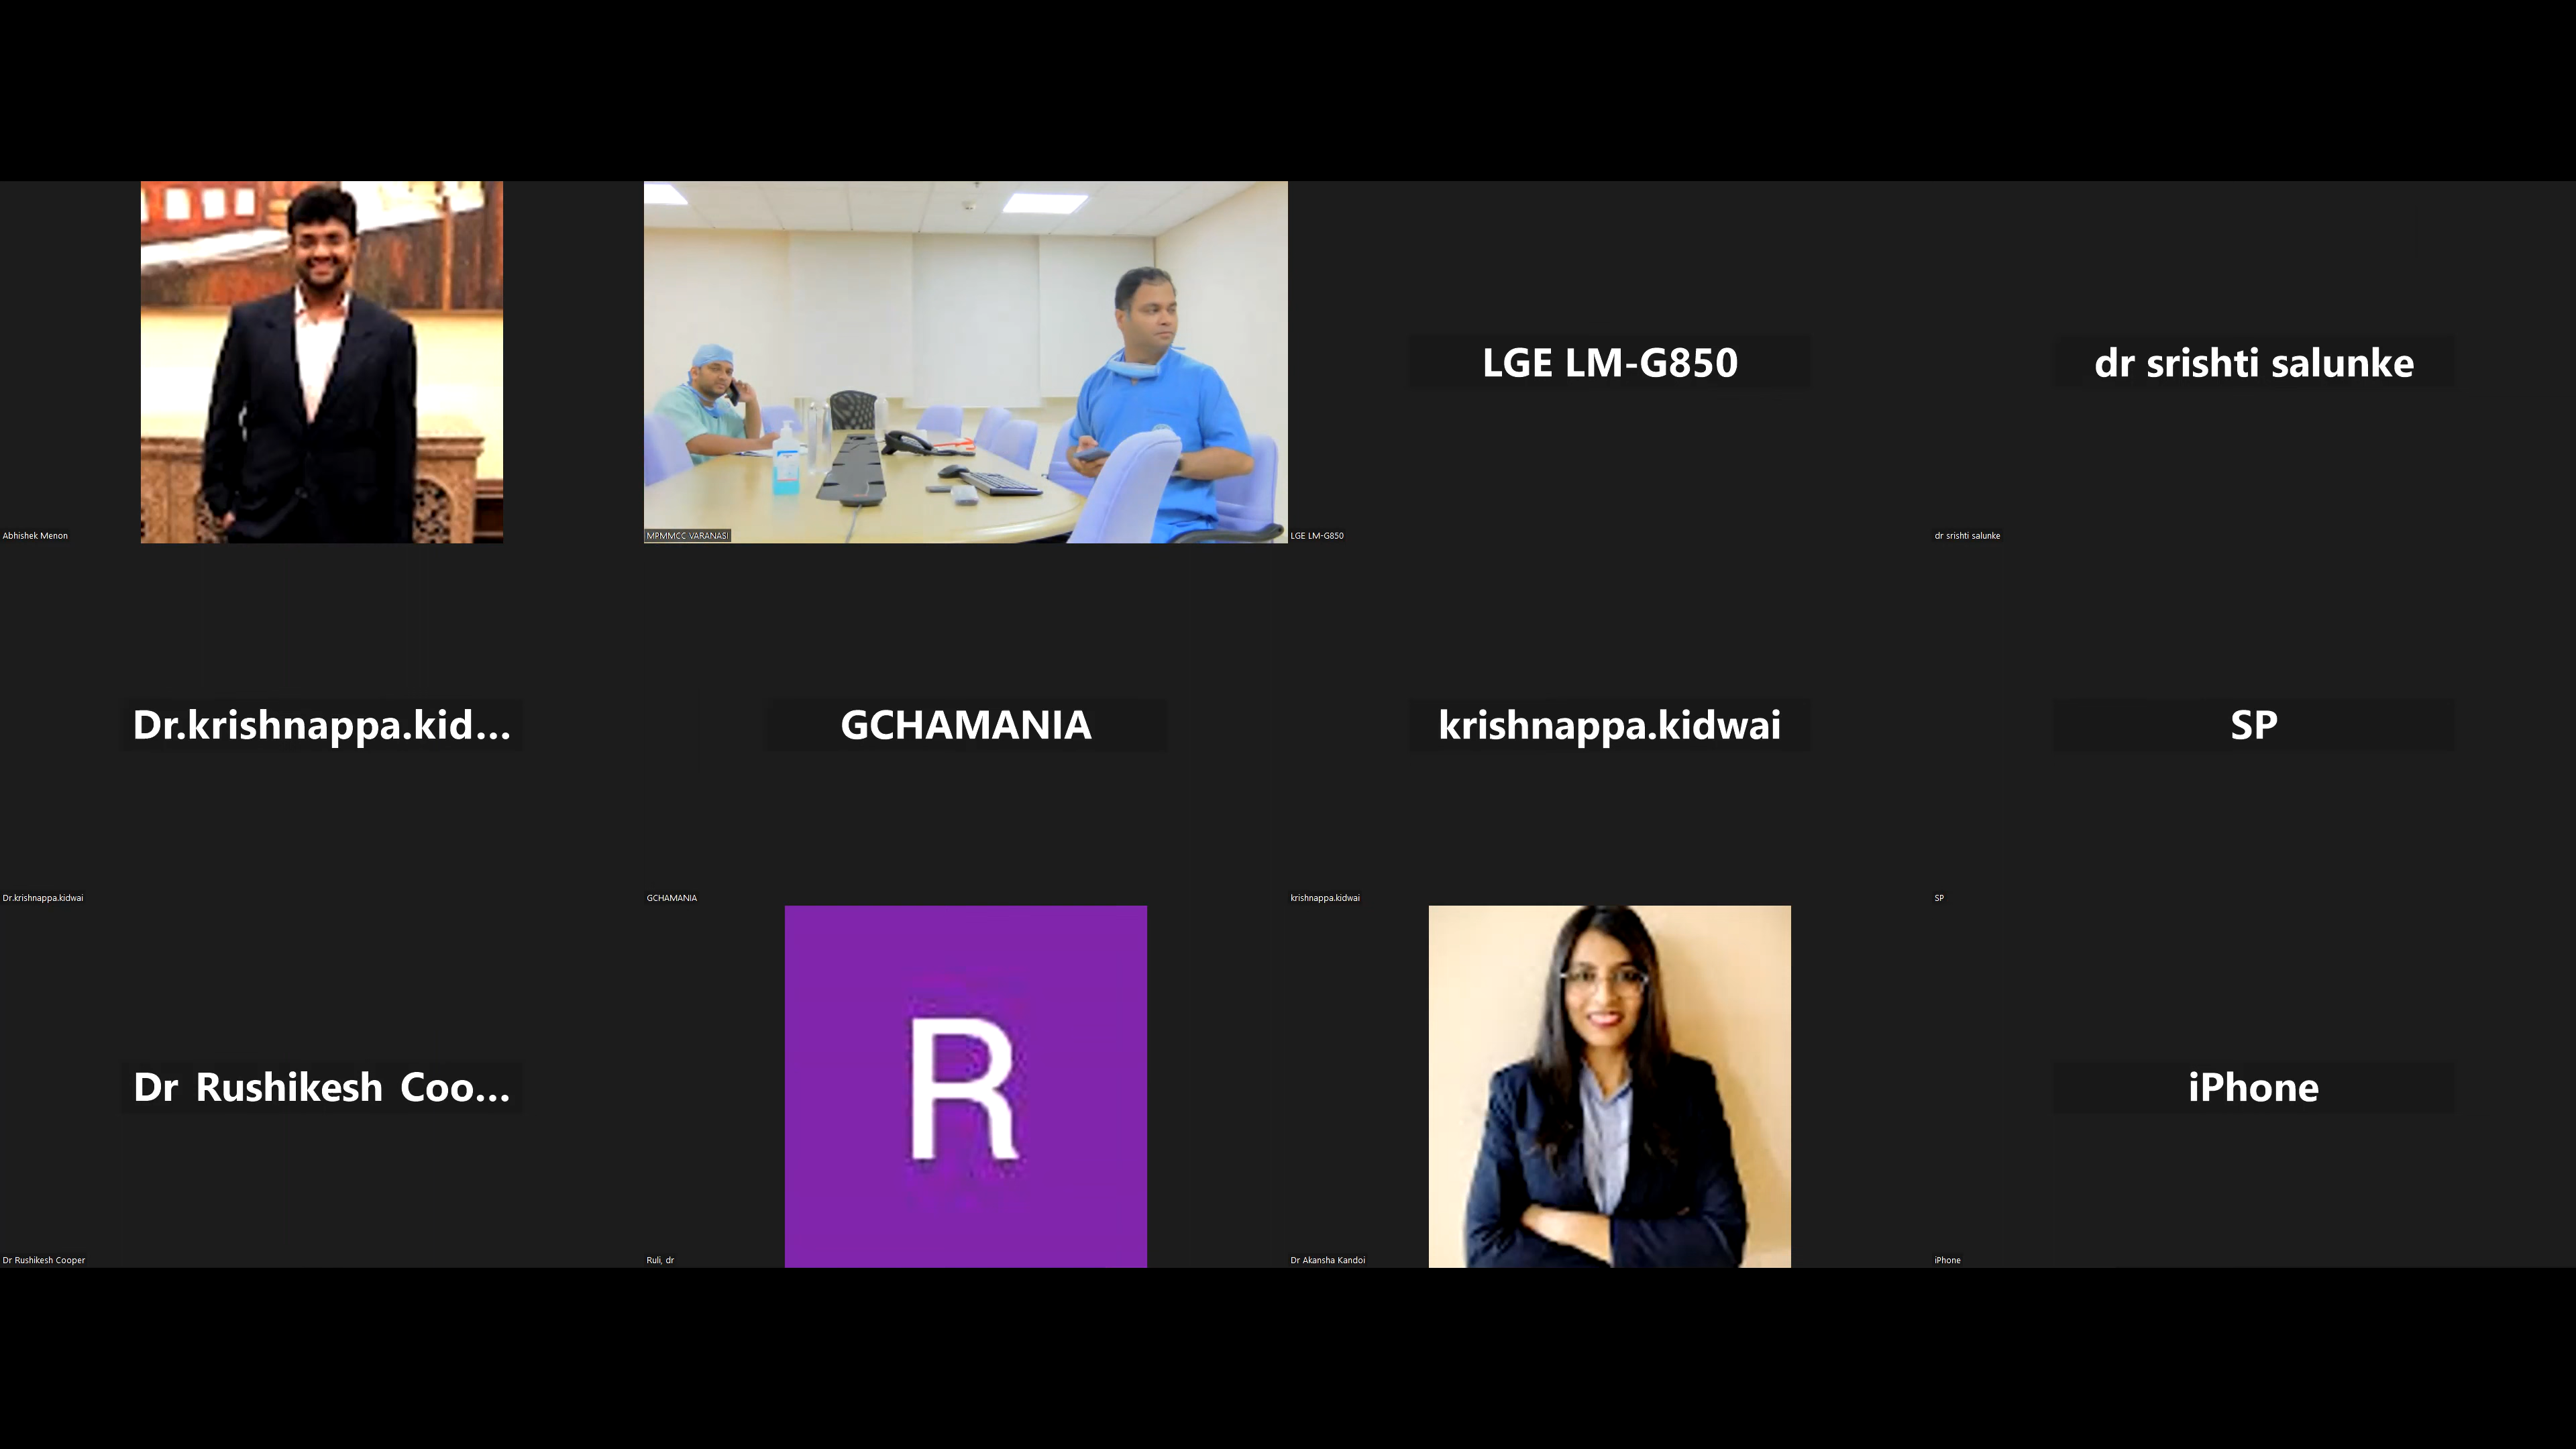 LGE LM-G850
dr srishti salunke
Abhishek Menon
MPMMCC VARANASI
LGE LM-G850
dr srishti salunke
Dr.krishnappa.kid...
GCHAMANIA
krishnappa.kidwai
SP
Dr.krishnappa.kidwai
GCHAMANIA
krishnappa.kidwai
SP
Dr Rushikesh Coo...
R
iPhone
Dr Rushikesh Cooper
Ruli, dr
Dr Akansha Kandoi
iPhone